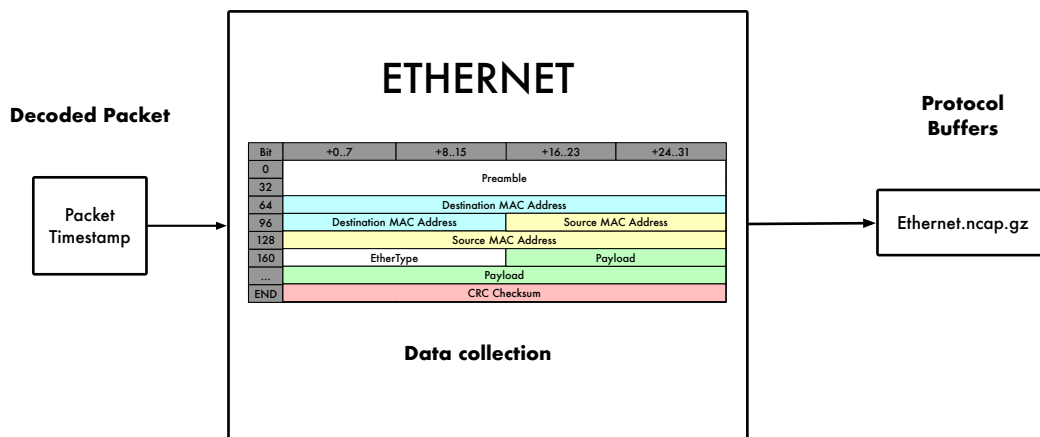 ETHERNET
Decoded Packet
Protocol
Buffers
Bit +0..7 +8..15 +16..23 +24..31
0
Preamble
32
64 Destination MAC Address
96 Destination MAC Address Source MAC Address
128 Source MAC Address
160 EtherType Payload
... Payload
END CRC Checksum
Packet
Timestamp
Ethernet.ncap.gz
Data collection